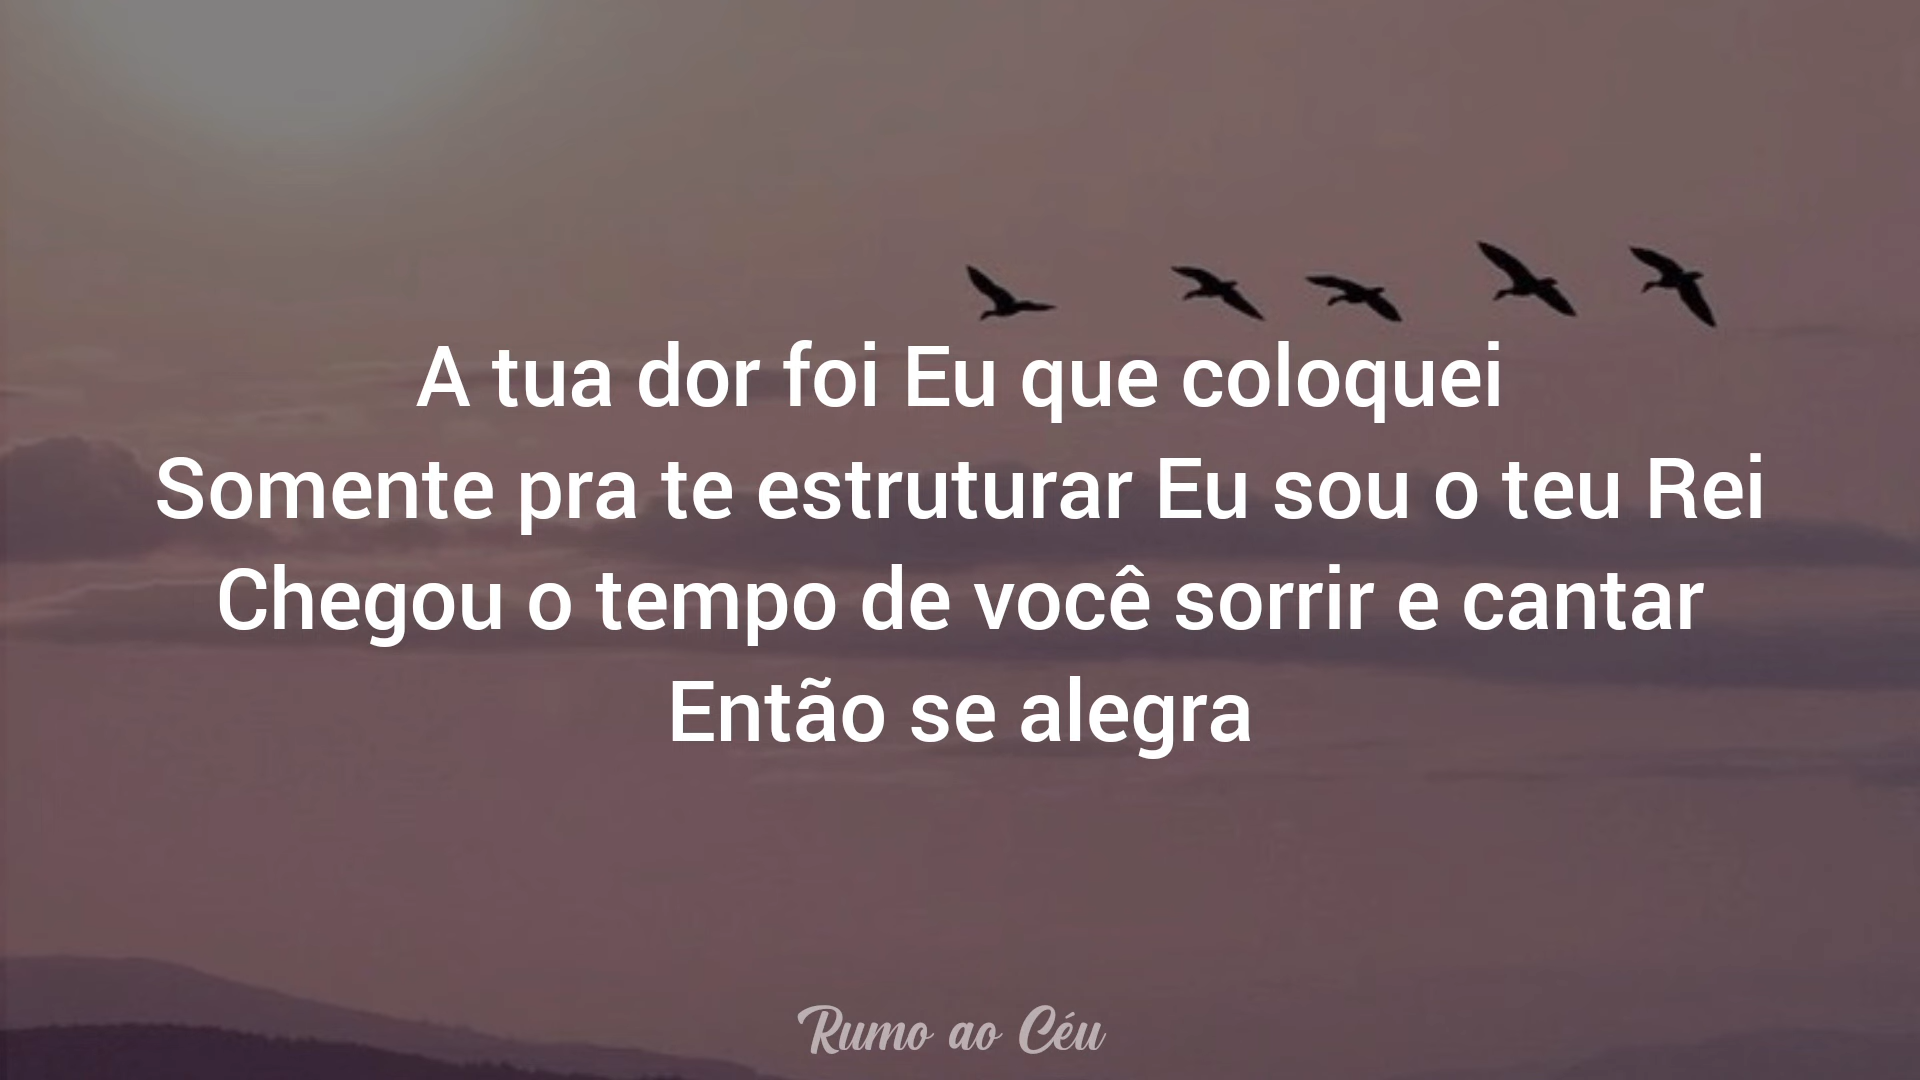 A tua dor foi Eu que coloquei
Somente pra te estruturar Eu sou o teu Rei
Chegou o tempo de você sorrir e cantar
Então se alegra
Rumo ao Céu